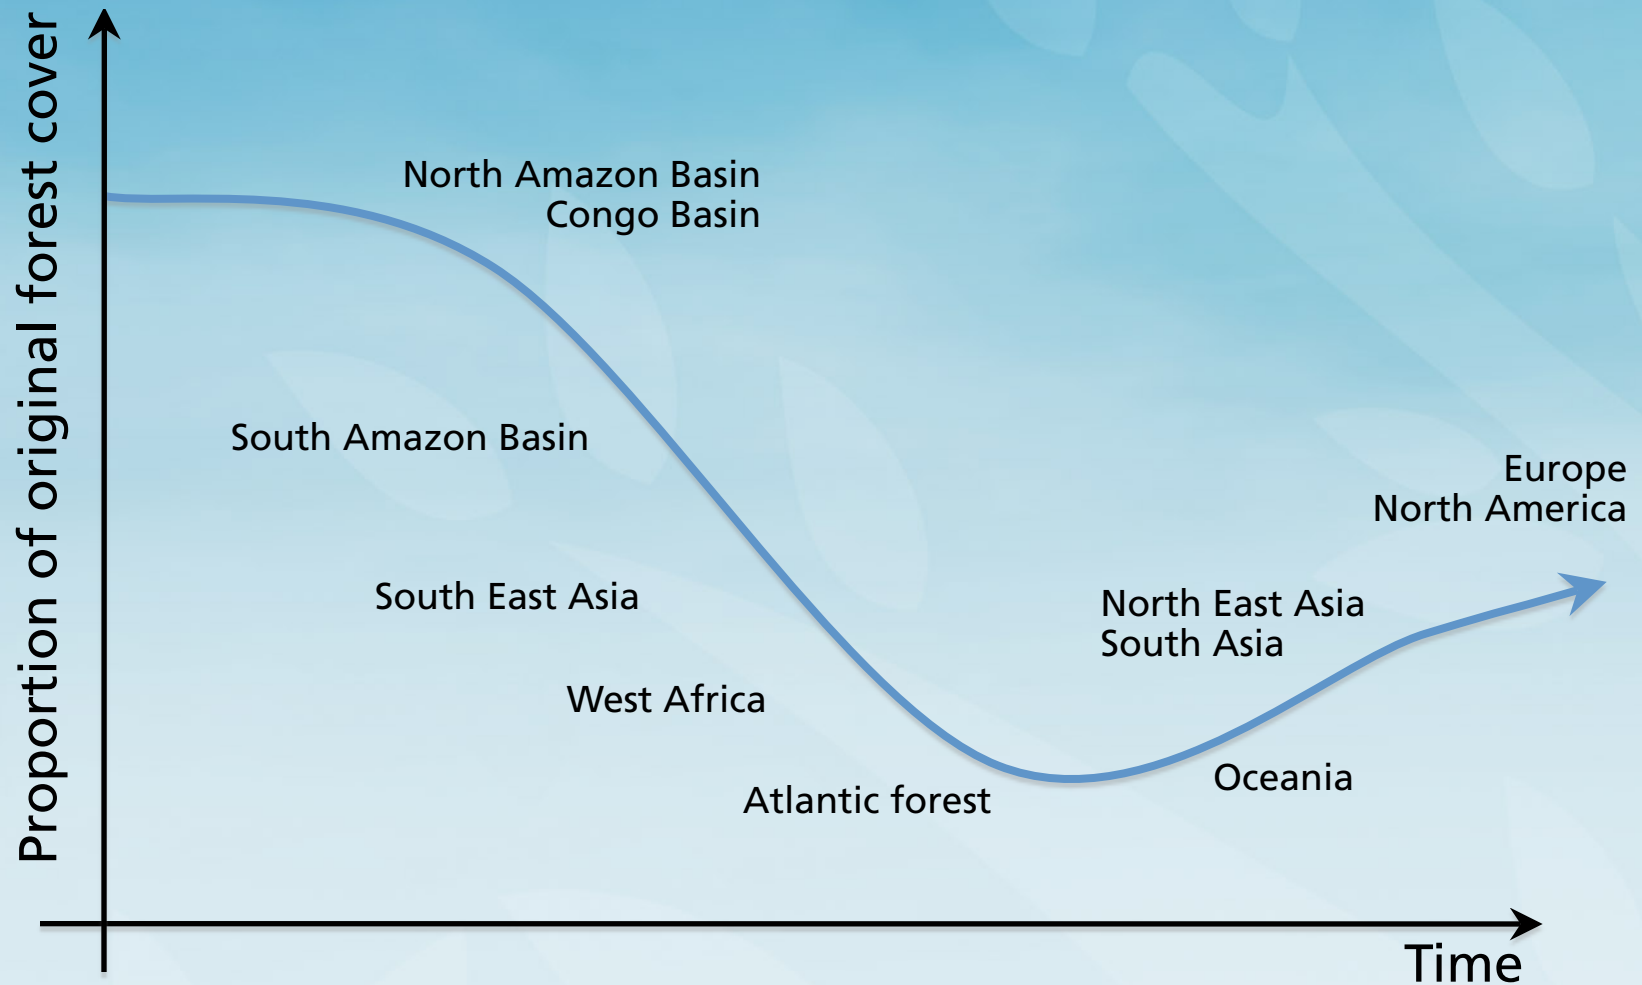 Proportion of original forest cover
North Amazon Basin
Congo Basin
South Amazon Basin
Europe
North America
South East Asia
North East Asia
South Asia
West Africa
Oceania
Atlantic forest
Time